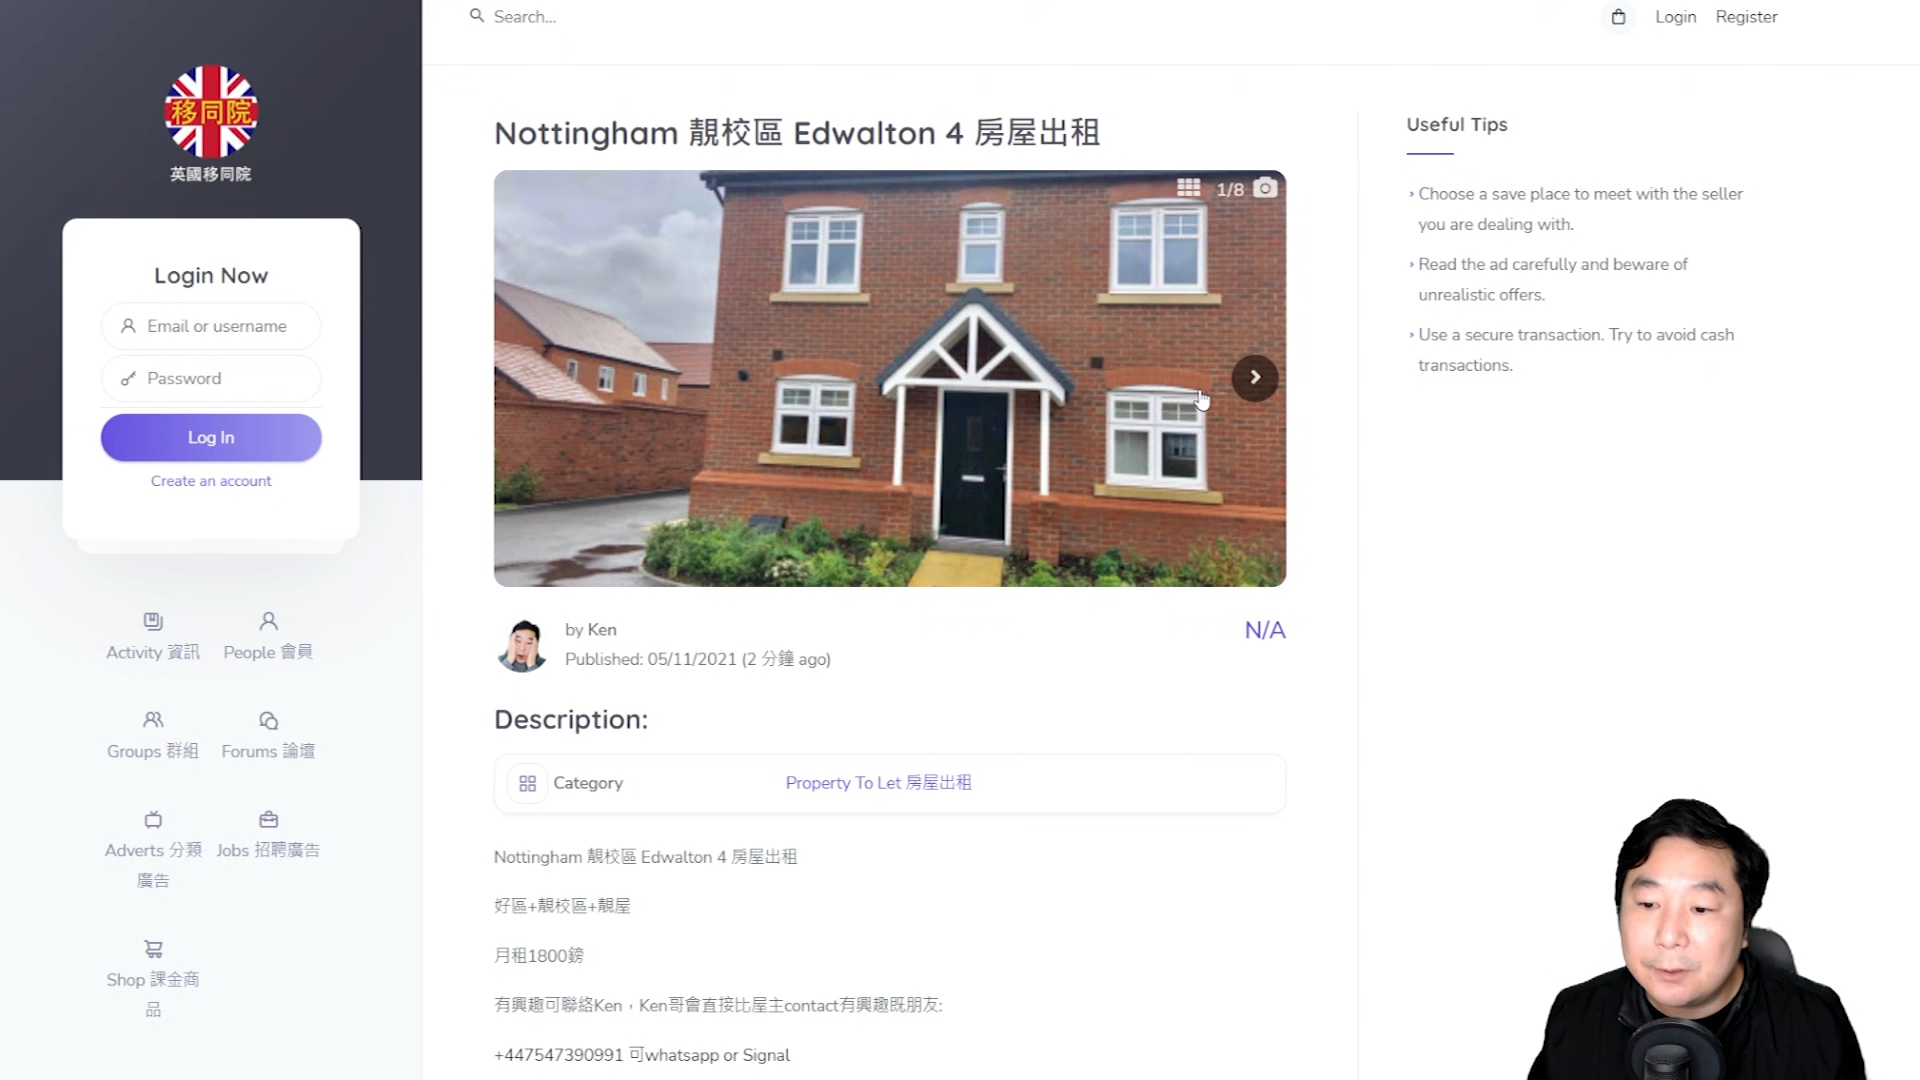 Search...
Login
Register
移同院
英國移同院
Login Now
Email or username
Password
Log In
Create an account
Activity 資訊
People 會員
Groups 群組
Forums 論壇
Adverts 分類
廣告
Jobs 招聘廣告
Shop 課金商
品
Nottingham 靚校區 Edwalton 4 房屋出租
1/8
by Ken
Published: 05/11/2021 (2 分鐘 ago)
N/A
Description:
Category
Property To Let 房屋出租
Nottingham 靚校區 Edwalton 4 房屋出租
好區+靚校區+靚屋
月租1800鎊
有興趣可聯絡Ken，Ken哥會直接比屋主contact有興趣既朋友:
+447547390991 可whatsapp or Signal
Useful Tips
Choose a save place to meet with the seller
you are dealing with.
Read the ad carefully and beware of
unrealistic offers.
Use a secure transaction. Try to avoid cash
transactions.